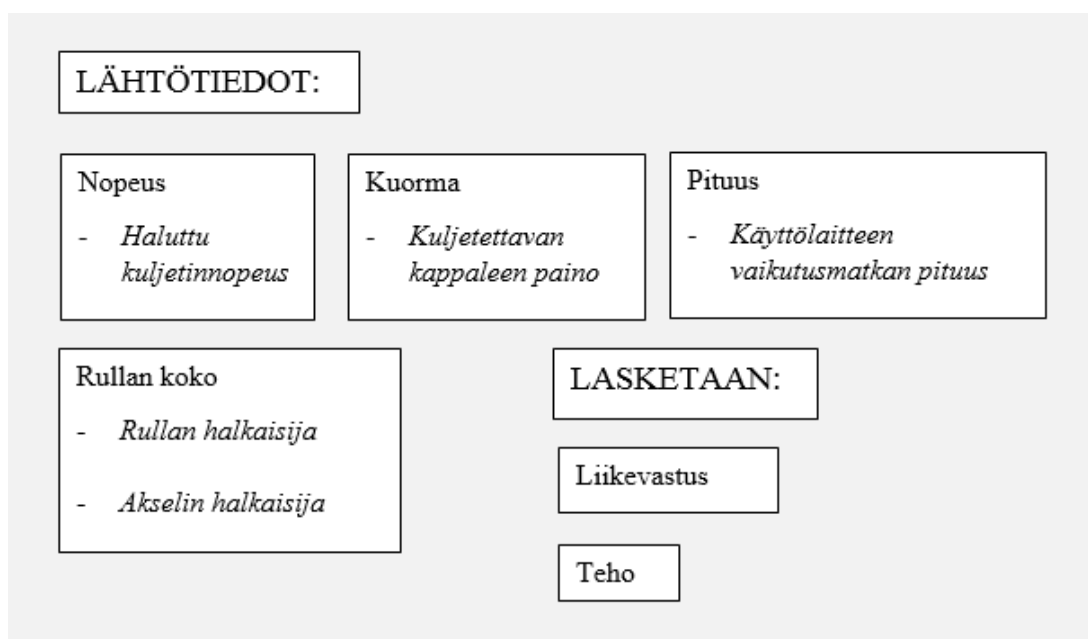 LÄHTÖTIEDOT:
Nopeus
- Haluttu
kuljetinnopeus
Kuorma
- Kuljetettavan
kappaleen paino
Pituus
- Käyttölaitteen
vaikutusmatkan pituus
Rullan koko
- Rullan halkaisija
- Akselin halkaisija
LASKETAAN:
Liikevastus
Teho